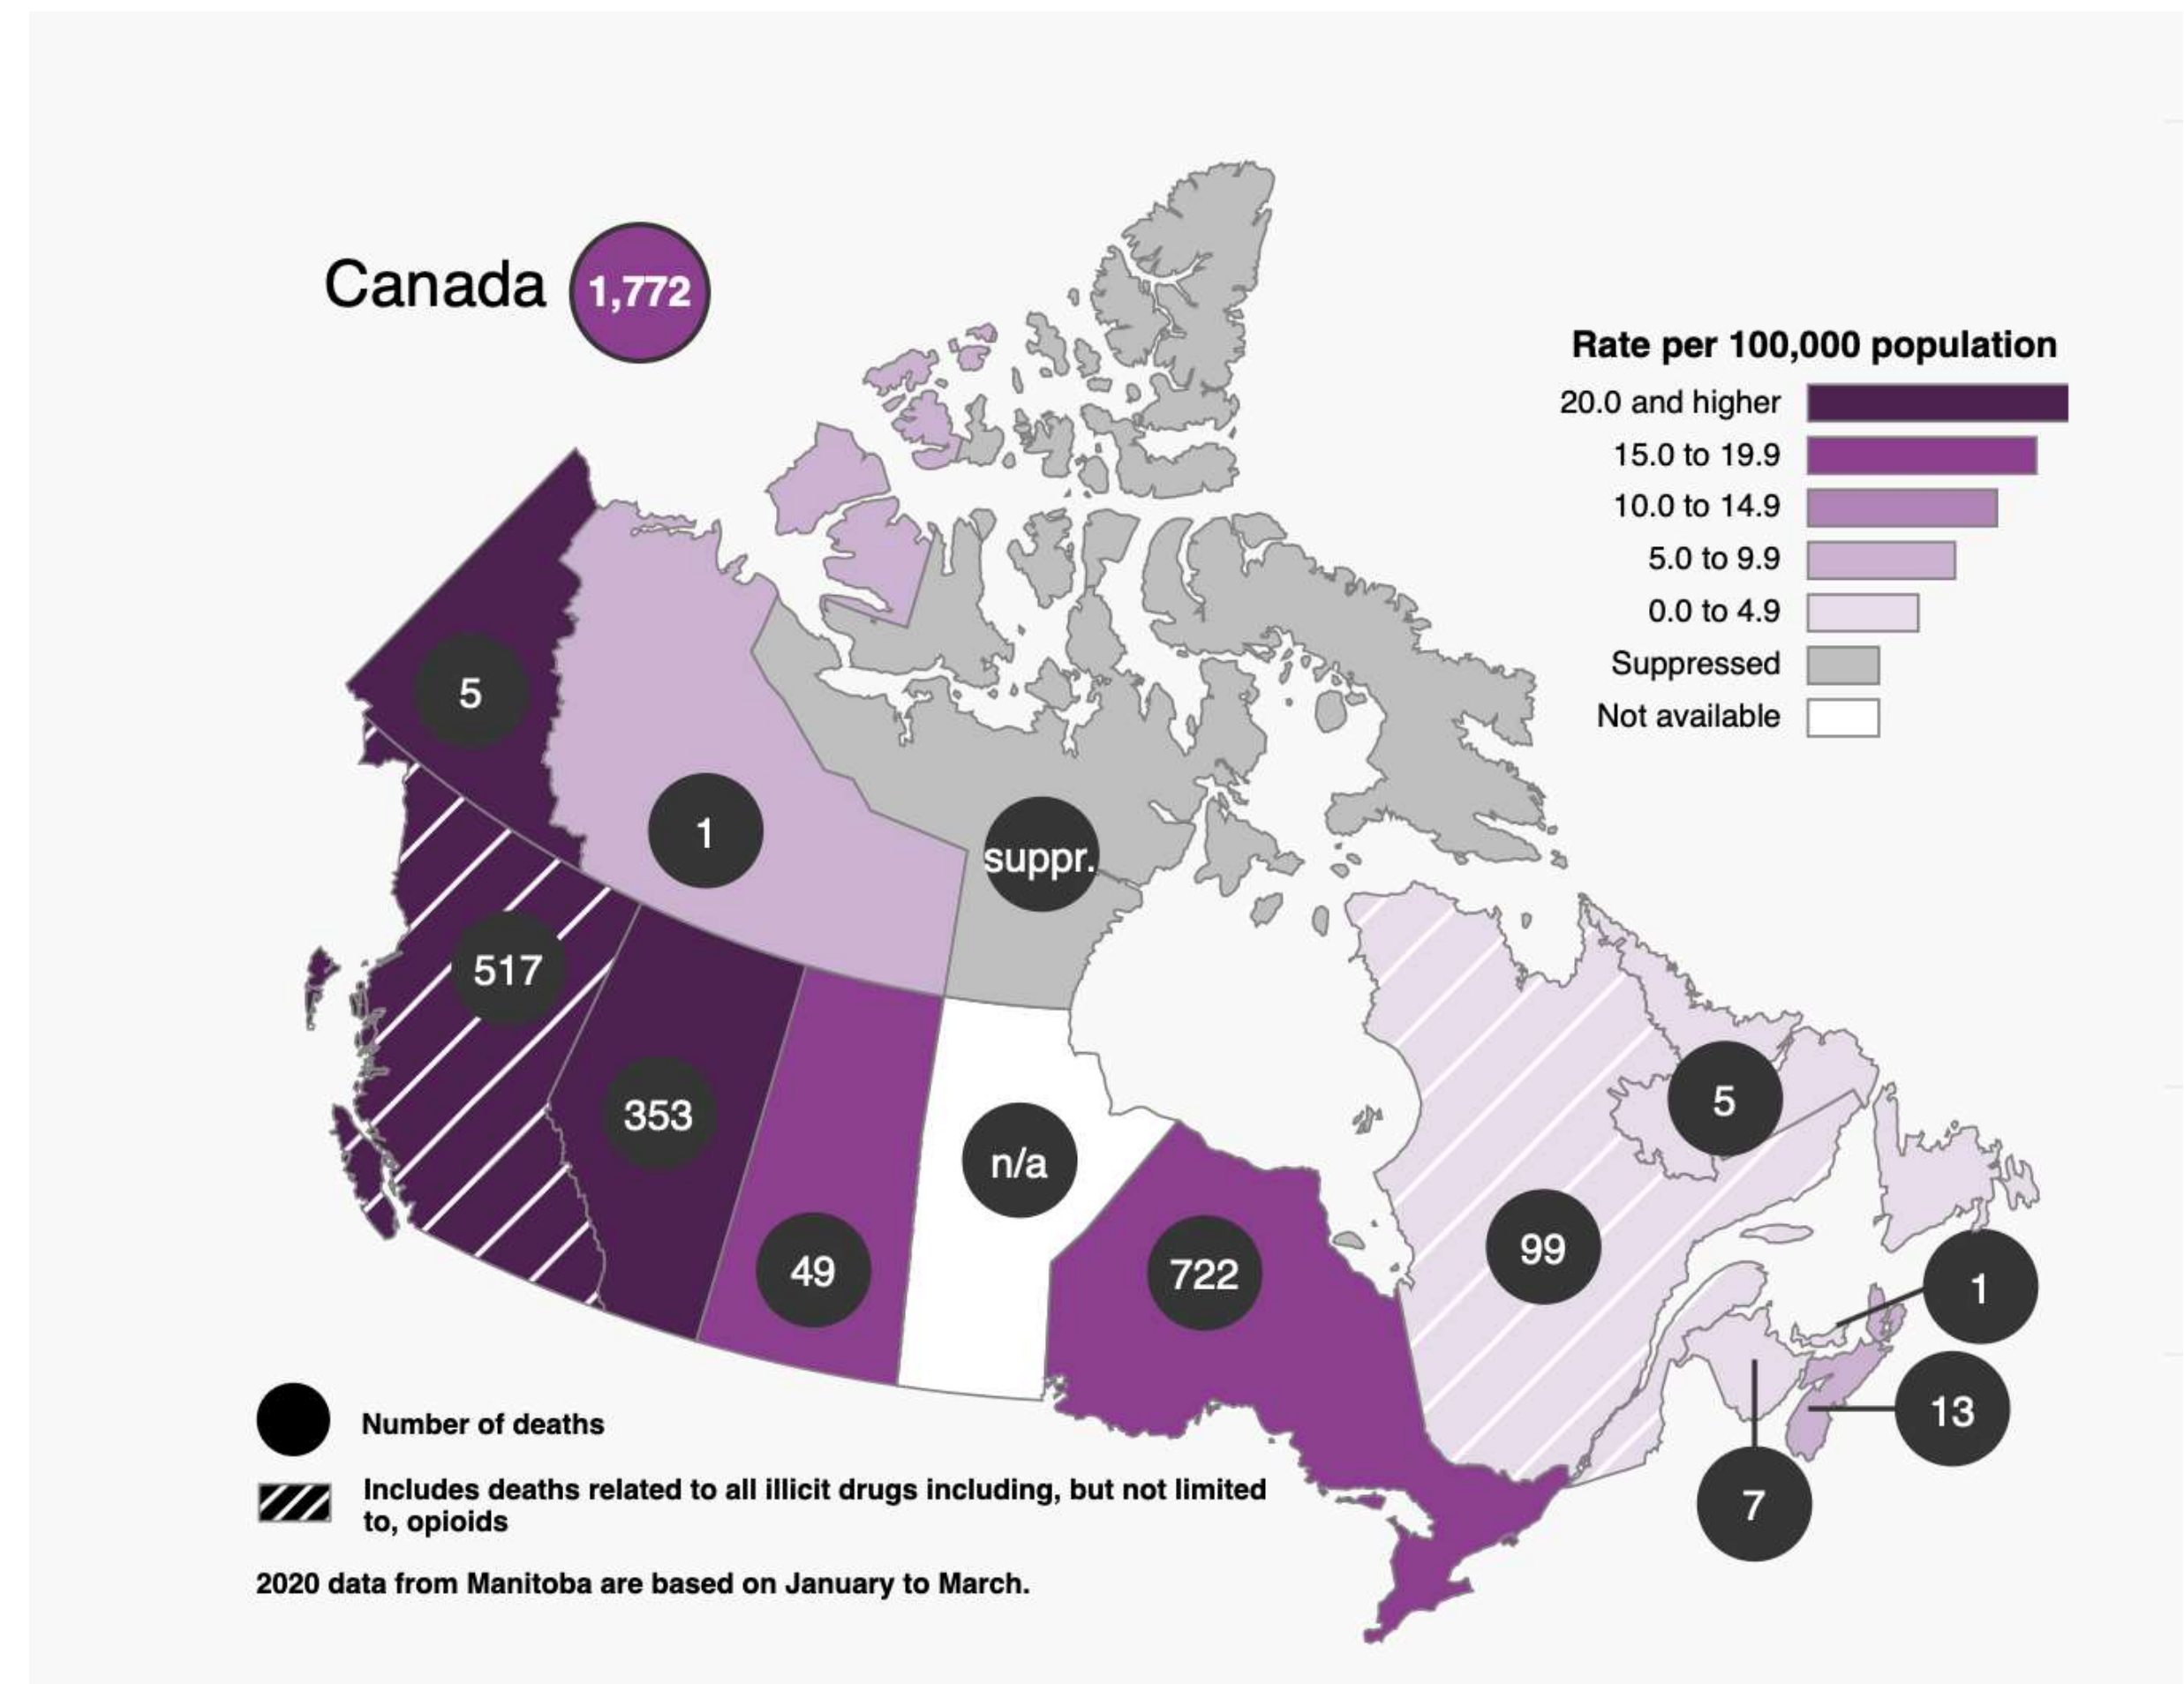 Canada
1,772
Rate per 100,000 population
20.0 and higher
15.0 to 19.9
10.0 to 14.9
5.0 to 9.9
0.0 to 4.9
Suppressed
Not available
5
1
suppr.
517
353
49
n/a
722
99
5
1
13
7
Number of deaths
Includes deaths related to all illicit drugs including, but not limited
to, opioids
2020 data from Manitoba are based on January to March.